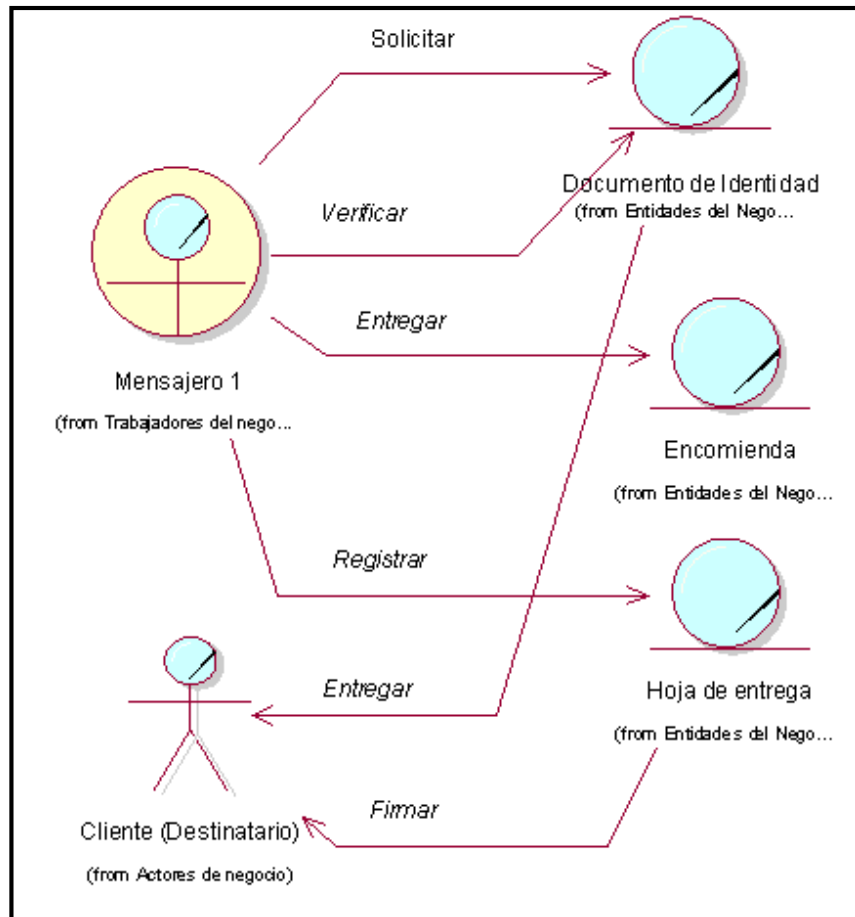 Solicitar
Documento de Identidad
(from Entidades del Nego...
Verificar
Entregar
Mensajero 1
(from Trabajadores del nego...
Encomienda
(from Entidades del Nego...
Registrar
Hoja de entrega
(from Entidades del Nego...
Entregar
Firmar
Cliente (Destinatario)
(from Actores de negocio)